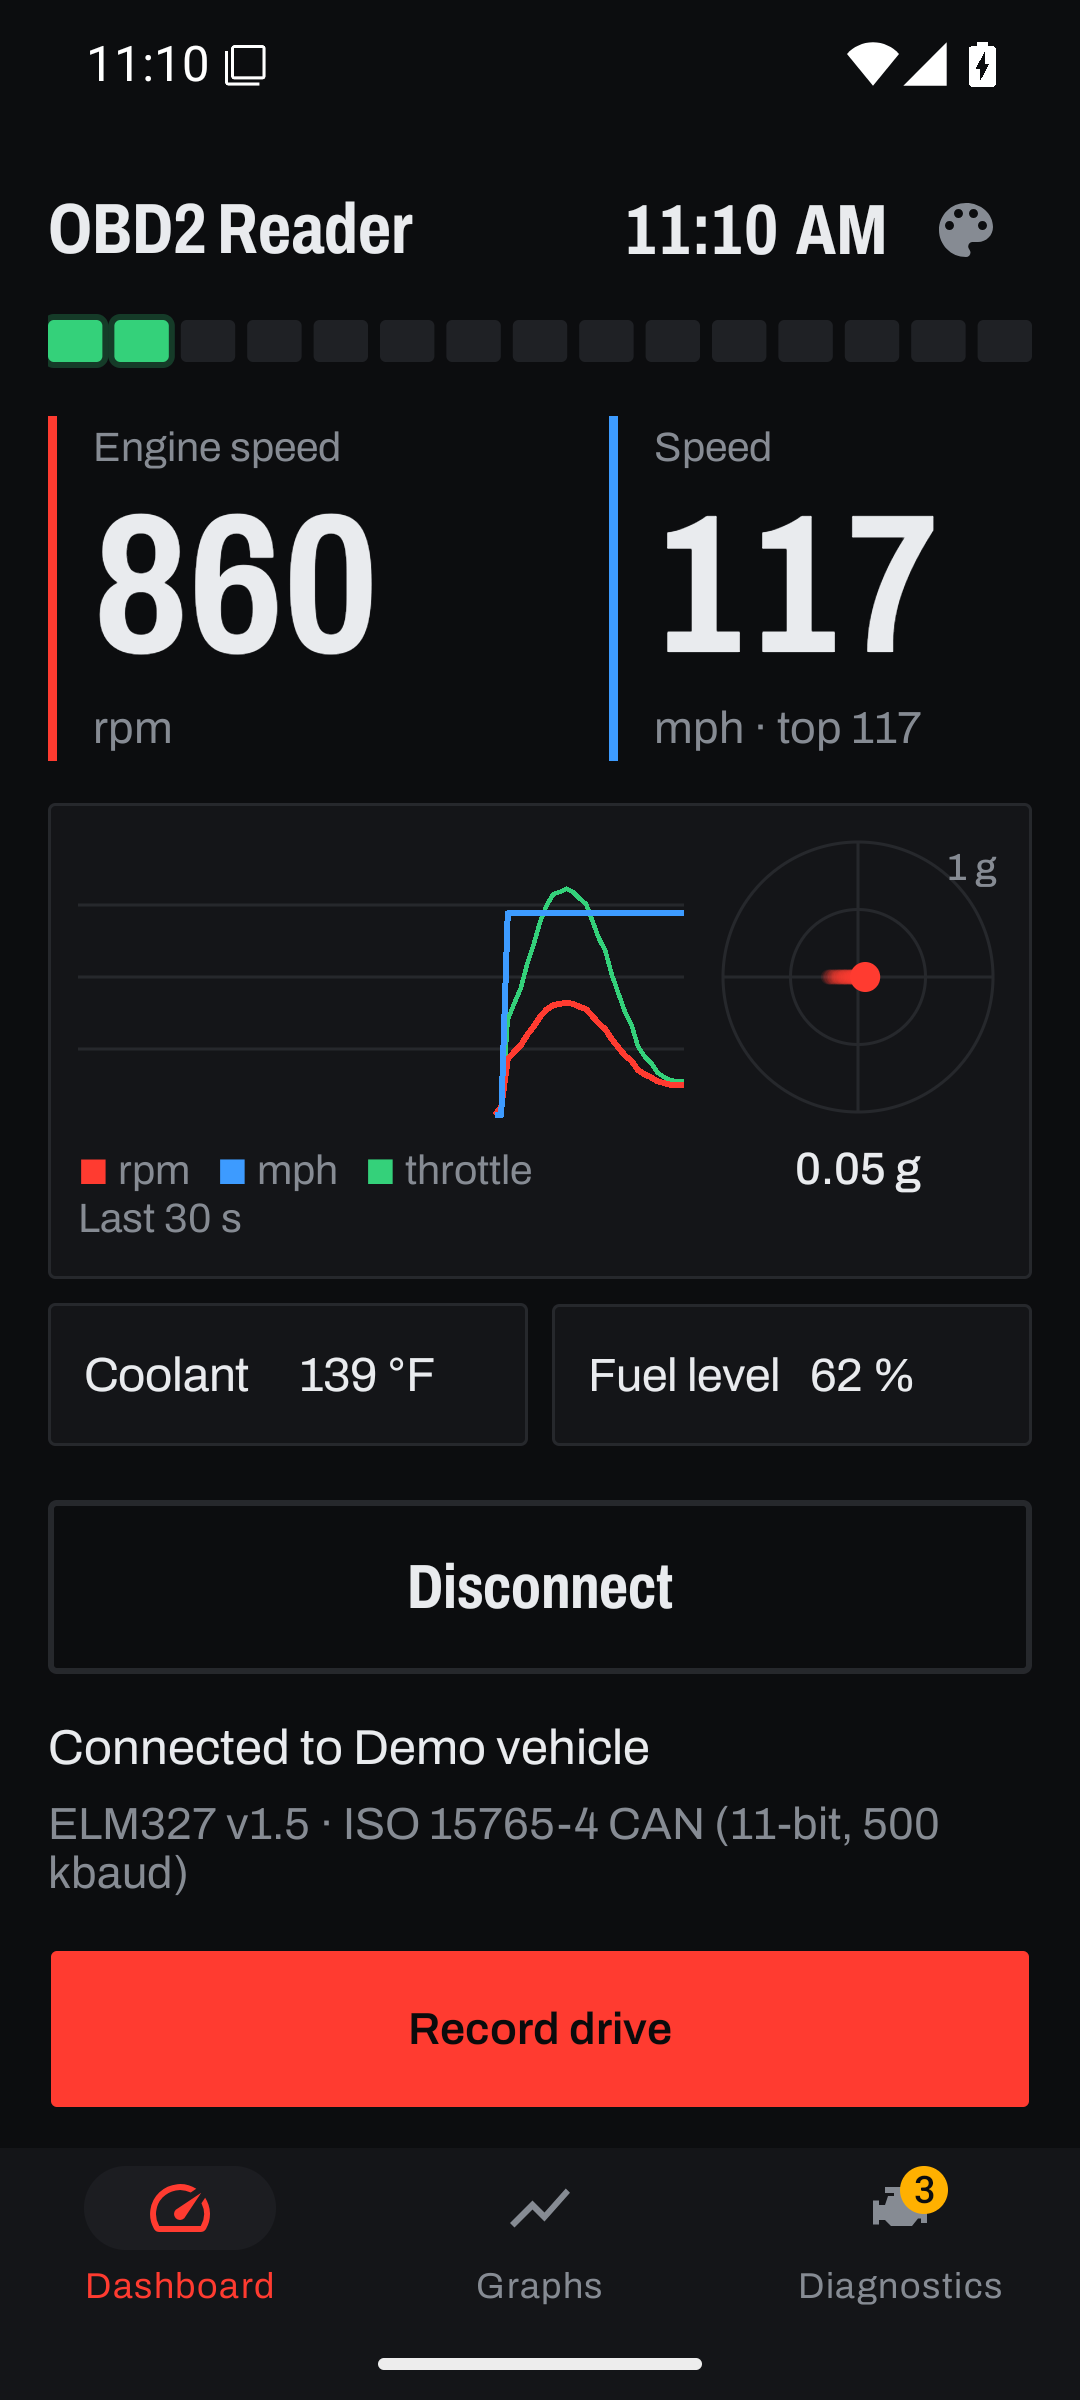 11:10
OBD2 Reader 11:10 AM
Engine speed Speed
860 117
rpm mph · top 117
1 g
rpm mph throttle 0.05 g
Last 30 s
Coolant 139 °F Fuel level 62 %
Disconnect
Connected to Demo vehicle
ELM327 v1.5 · ISO 15765-4 CAN (11-bit, 500
kbaud)
Record drive
3
Dashboard Graphs Diagnostics